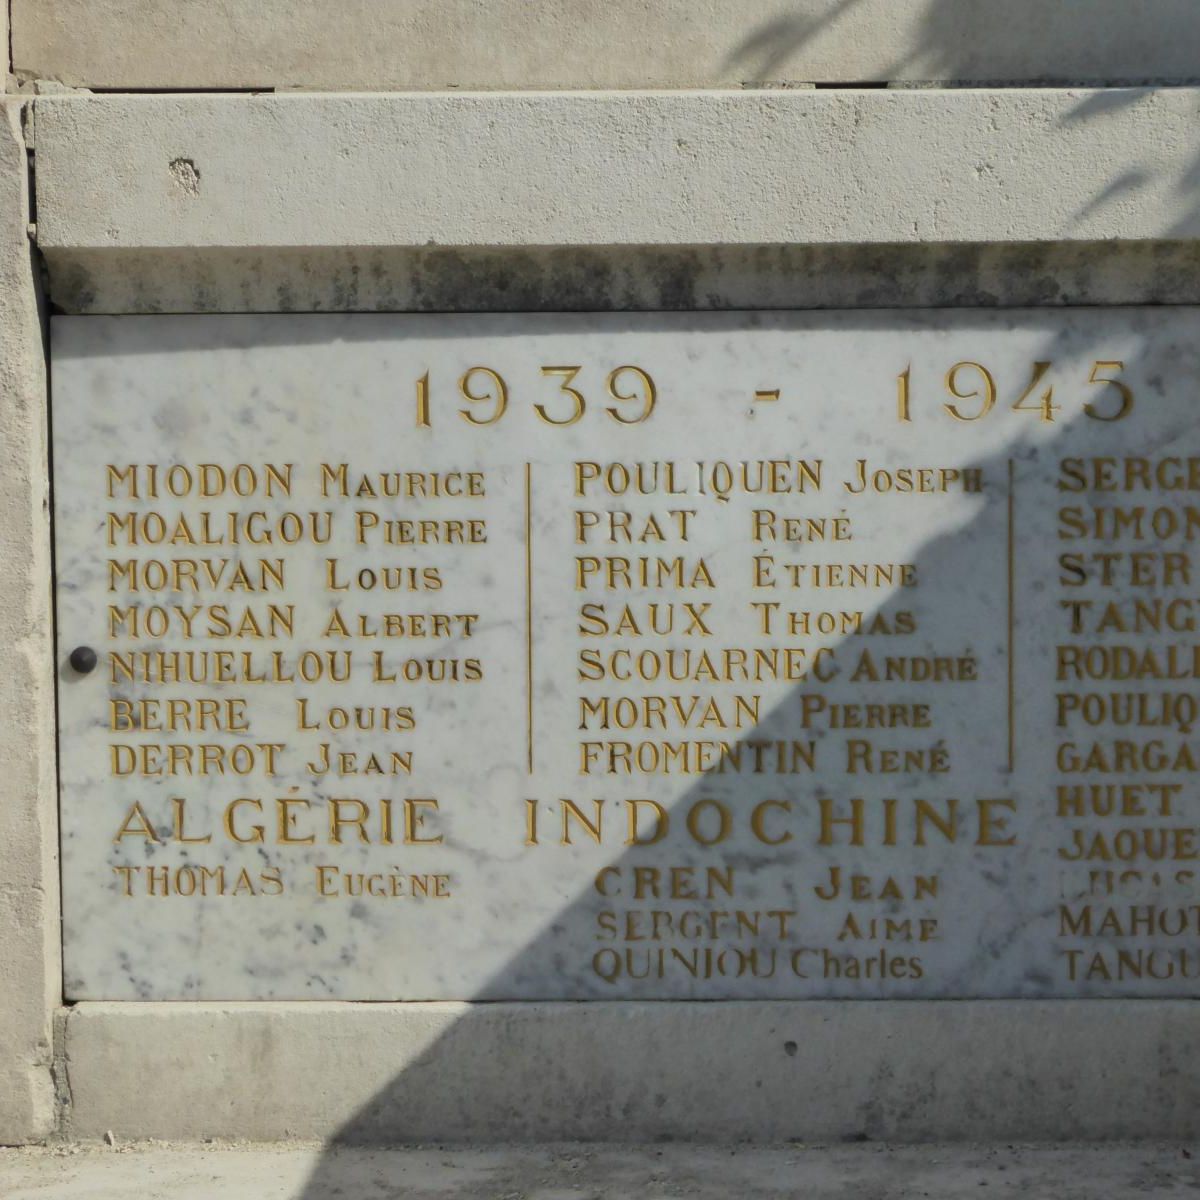 1939 - 1945
MIODON MAURICE
MOALIGOU PIERRE
MORVAN LOUIS
MOYSAN ALBERT
NIHUELLOU LOUIS
BERRE LOUIS
DERROT JEAN
POULIQUEN JOSEPH
PRAT RENÉ
PRIMA ÉTIENNE
SAUX THOMAS
SCOUARNEC ANDRÉ
MORVAN PIERRE
FROMENTIN RENÉ
ALGÉRIE
THOMAS EUGÈNE
INDOCHINE
CREN JEAN
SERGENT AIMÉ
QUINIOU Charles
HUET